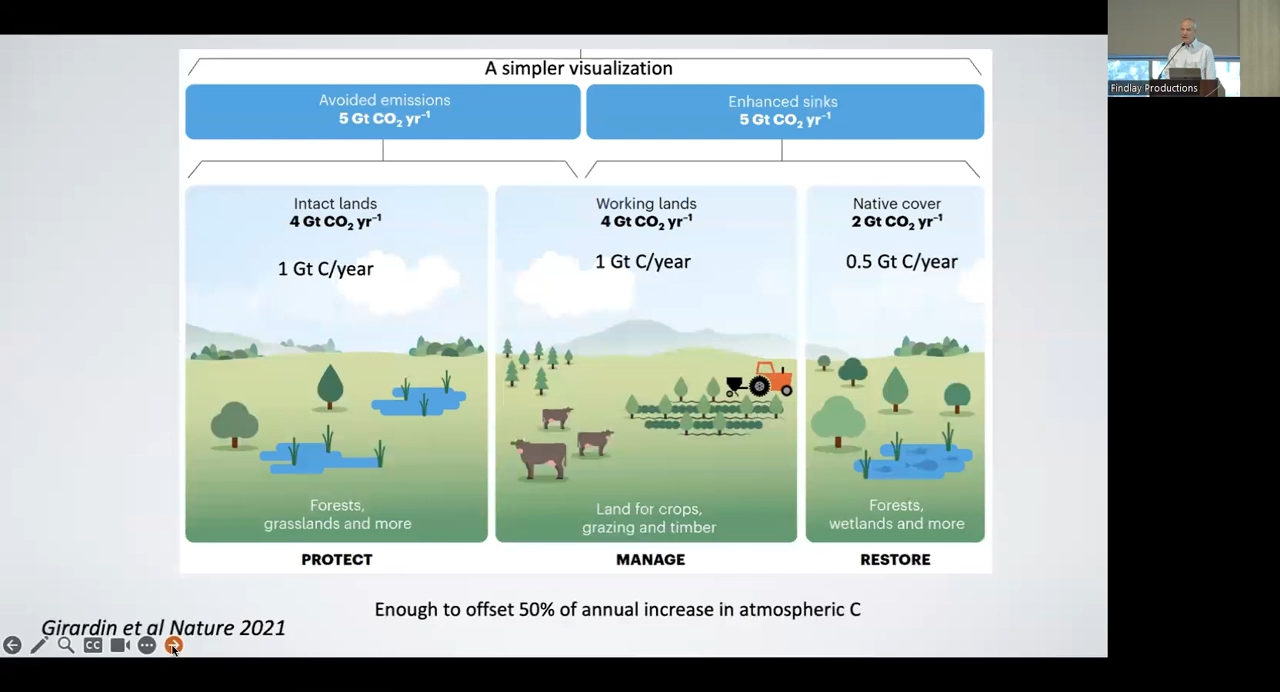 A simpler visualization
Avoided emissions
5 Gt CO₂ yr⁻¹
Enhanced sinks
5 Gt CO₂ yr⁻¹
Intact lands
4 Gt CO₂ yr⁻¹
1 Gt C/year
Forests,
grasslands and more
PROTECT
Working lands
4 Gt CO₂ yr⁻¹
1 Gt C/year
Land for crops,
grazing and timber
MANAGE
Native cover
2 Gt CO₂ yr⁻¹
0.5 Gt C/year
Forests,
wetlands and more
RESTORE
Enough to offset 50% of annual increase in atmospheric C
Girardin et al Nature 2021
CC
Findlay Productions